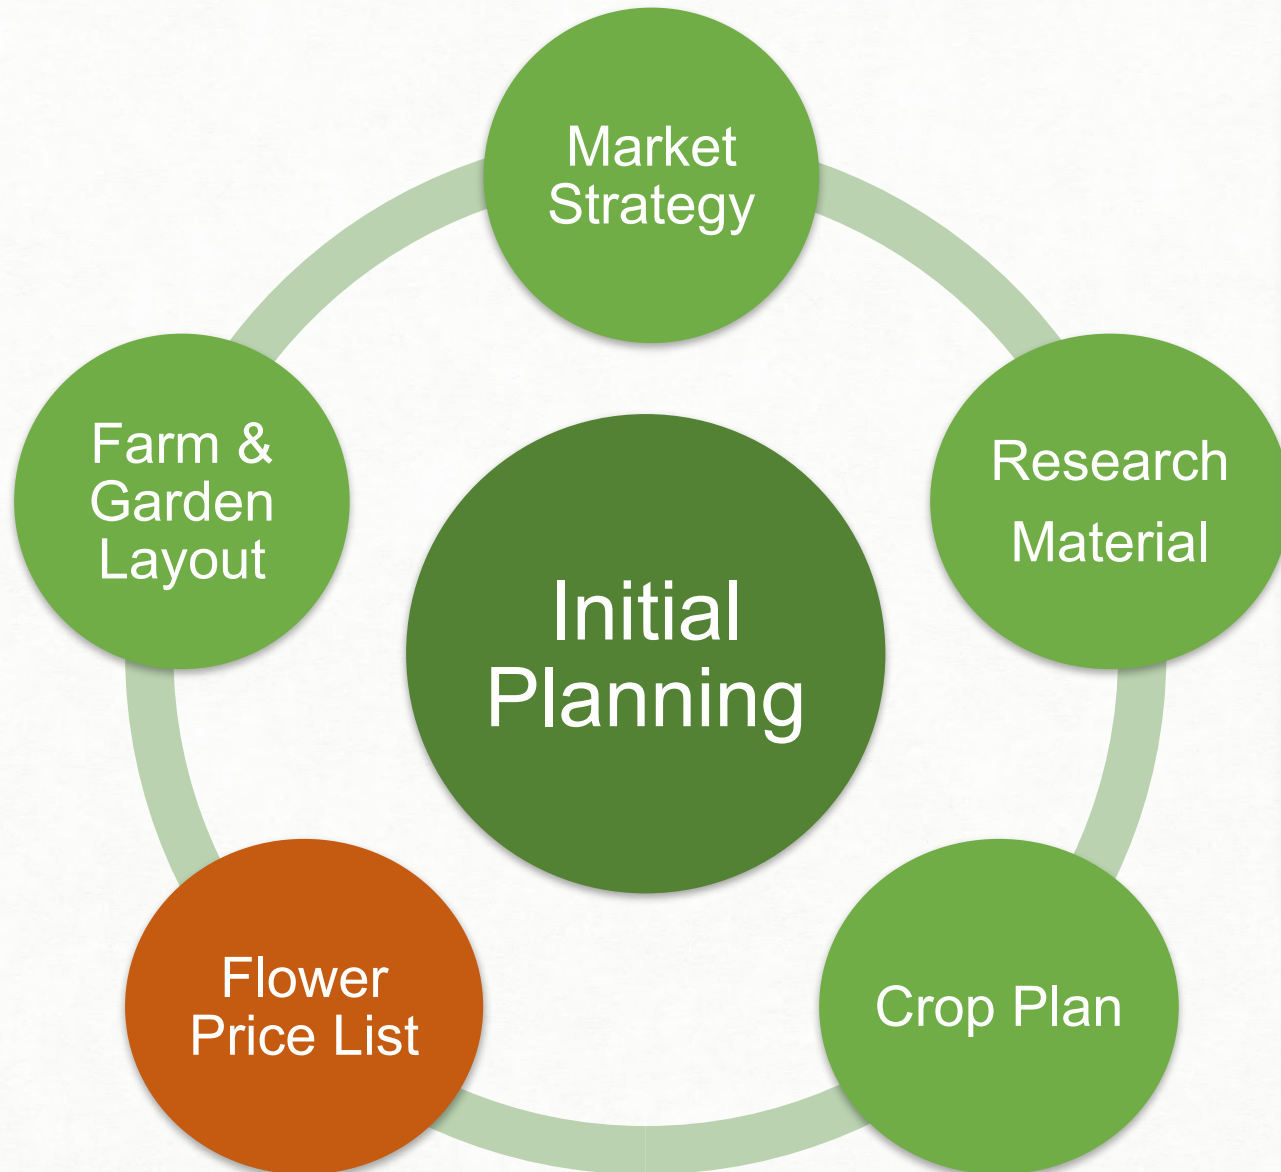 Market
Strategy
Farm &
Garden
Layout
Research
Material
Initial
Planning
Flower
Price List
Crop Plan